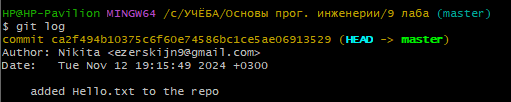 HP@HP-Pavilion MINGW64 /c/УЧЁБА/Основы прог. инженерии/9 лаба (master)
$ git log
commit ca2f494b10375c6f60e74586bc1ce5ae06913529 (HEAD -> master)
Author: Nikita <ezerskijn9@gmail.com>
Date:   Tue Nov 12 19:15:49 2024 +0300
    added Hello.txt to the repo